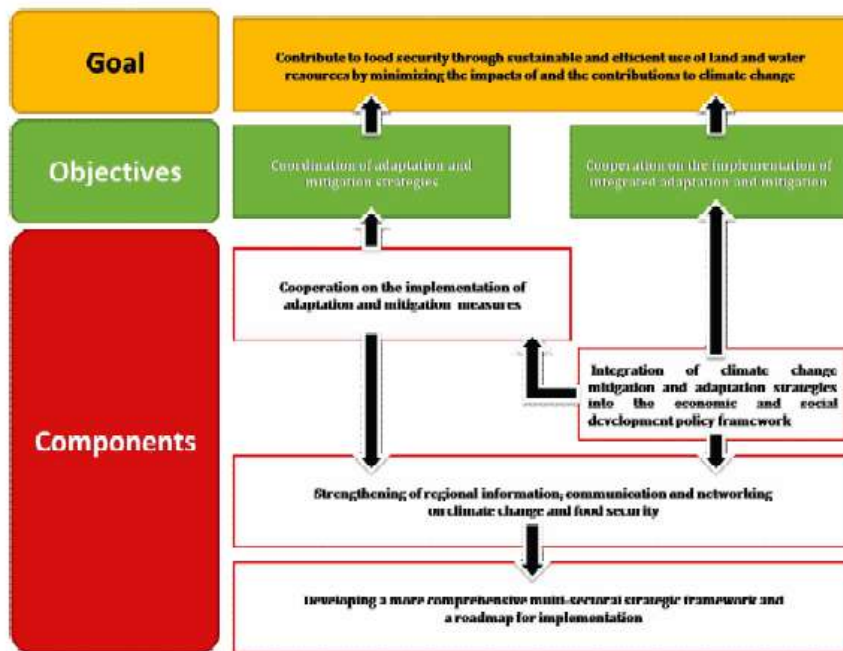 Goal
Contribute to food security through sustainable and efficient use of land and water
resources by minimizing the impacts of and the contributions to climate change
Objectives
Coordination of adaptation and
mitigation strategies
Cooperation on the implementation of
integrated adaptation and mitigation
Components
Cooperation on the implementation of
adaptation and mitigation measures
Integration of climate change
mitigation and adaptation strategies
into the economic and social
development policy framework
Strengthening of regional information, communication and networking
on climate change and food security
Developing a more comprehensive multi-sectoral strategic framework and
a roadmap for implementation